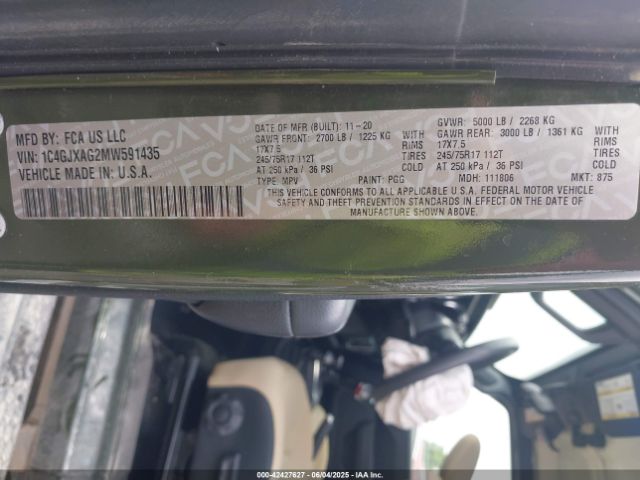 MFD BY: FCA US LLC
VIN: 1C4GJXAG2MW591435
VEHICLE MADE IN: U.S.A.
DATE OF MFR (BUILT): 11-20
GAWR FRONT: 2700 LB / 1225 KG
17X7.5 RIMS
245/75R17 112T TIRES
AT 250 kPa / 36 PSI COLD
TYPE: MPV
GVWR: 5000 LB / 2268 KG
GAWR REAR: 3000 LB / 1361 KG
17X7.5 RIMS
245/75R17 112T TIRES
AT 250 kPa / 36 PSI COLD
PAINT: PGG
MDH: 111806
MKT: 875
THIS VEHICLE CONFORMS TO ALL APPLICABLE U.S.A. FEDERAL MOTOR VEHICLE
SAFETY AND THEFT PREVENTION STANDARDS IN EFFECT ON THE DATE OF
MANUFACTURE SHOWN ABOVE.
000-42427627 - 06/04/2025 - Copart, Inc.